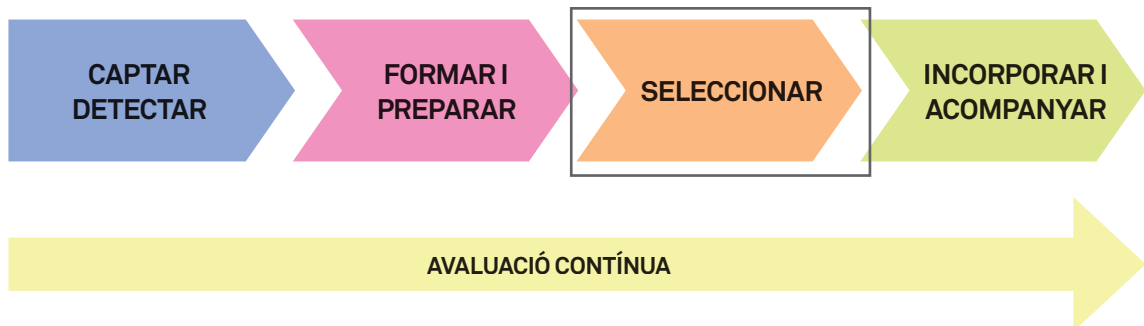 CAPTAR
DETECTAR
FORMAR I
PREPARAR
SELECCIONAR
INCORPORAR I
ACOMPANYAR
AVALUACIÓ CONTÍNUA